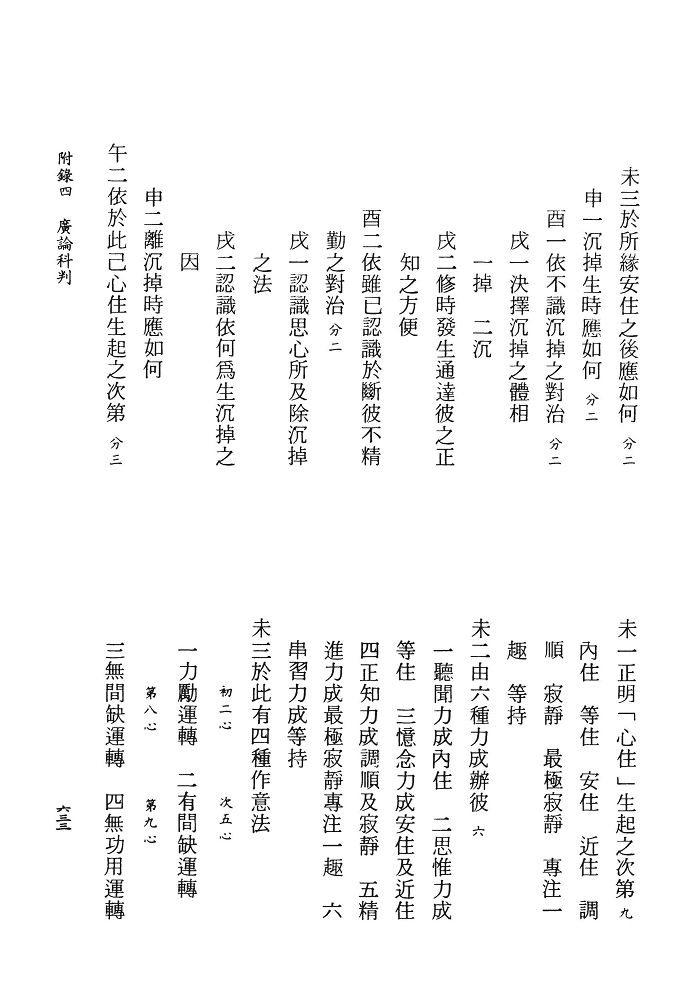 未三於所緣安住之後應如何 分二
申一沉掉生時應如何 分二
酉一依不識沉掉之對治 分二
戌一決擇沉掉之體相
一掉 二沉
戌二修時發生通達彼之正
知之方便
酉二依雖已認識於斷彼不精
勤之對治 分二
戌一認識思心所及除沉掉
之法
戌二認識依何爲生沉掉之
因
申二離沉掉時應如何
午二依於此己心住生起之次第 分三
未一正明「心住」生起之次第 九
內住 等住 安住 近住 調
順 寂靜 最極寂靜 專注一
趣 等持
未二由六種力成辦彼 六
一聽聞力成內住 二思惟力成
等住 三憶念力成安住及近住
四正知力成調順及寂靜 五精
進力成最極寂靜專注一趣 六
串習力成等持
未三於此有四種作意法
初二心 次五心
一力勵運轉 二有間缺運轉
第八心 第九心
三無間缺運轉 四無功用運轉
附錄四 廣論科判
六三三